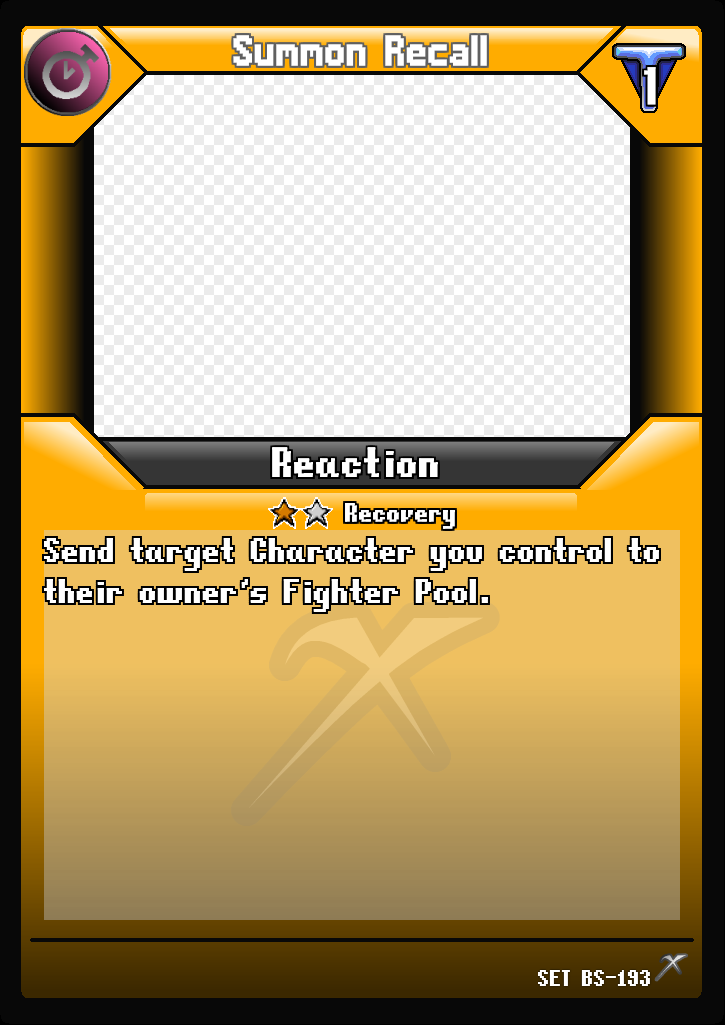 Summon Recall
1
Reaction
Recovery
Send target Character you control to
their owner's Fighter Pool.
SET BS-193